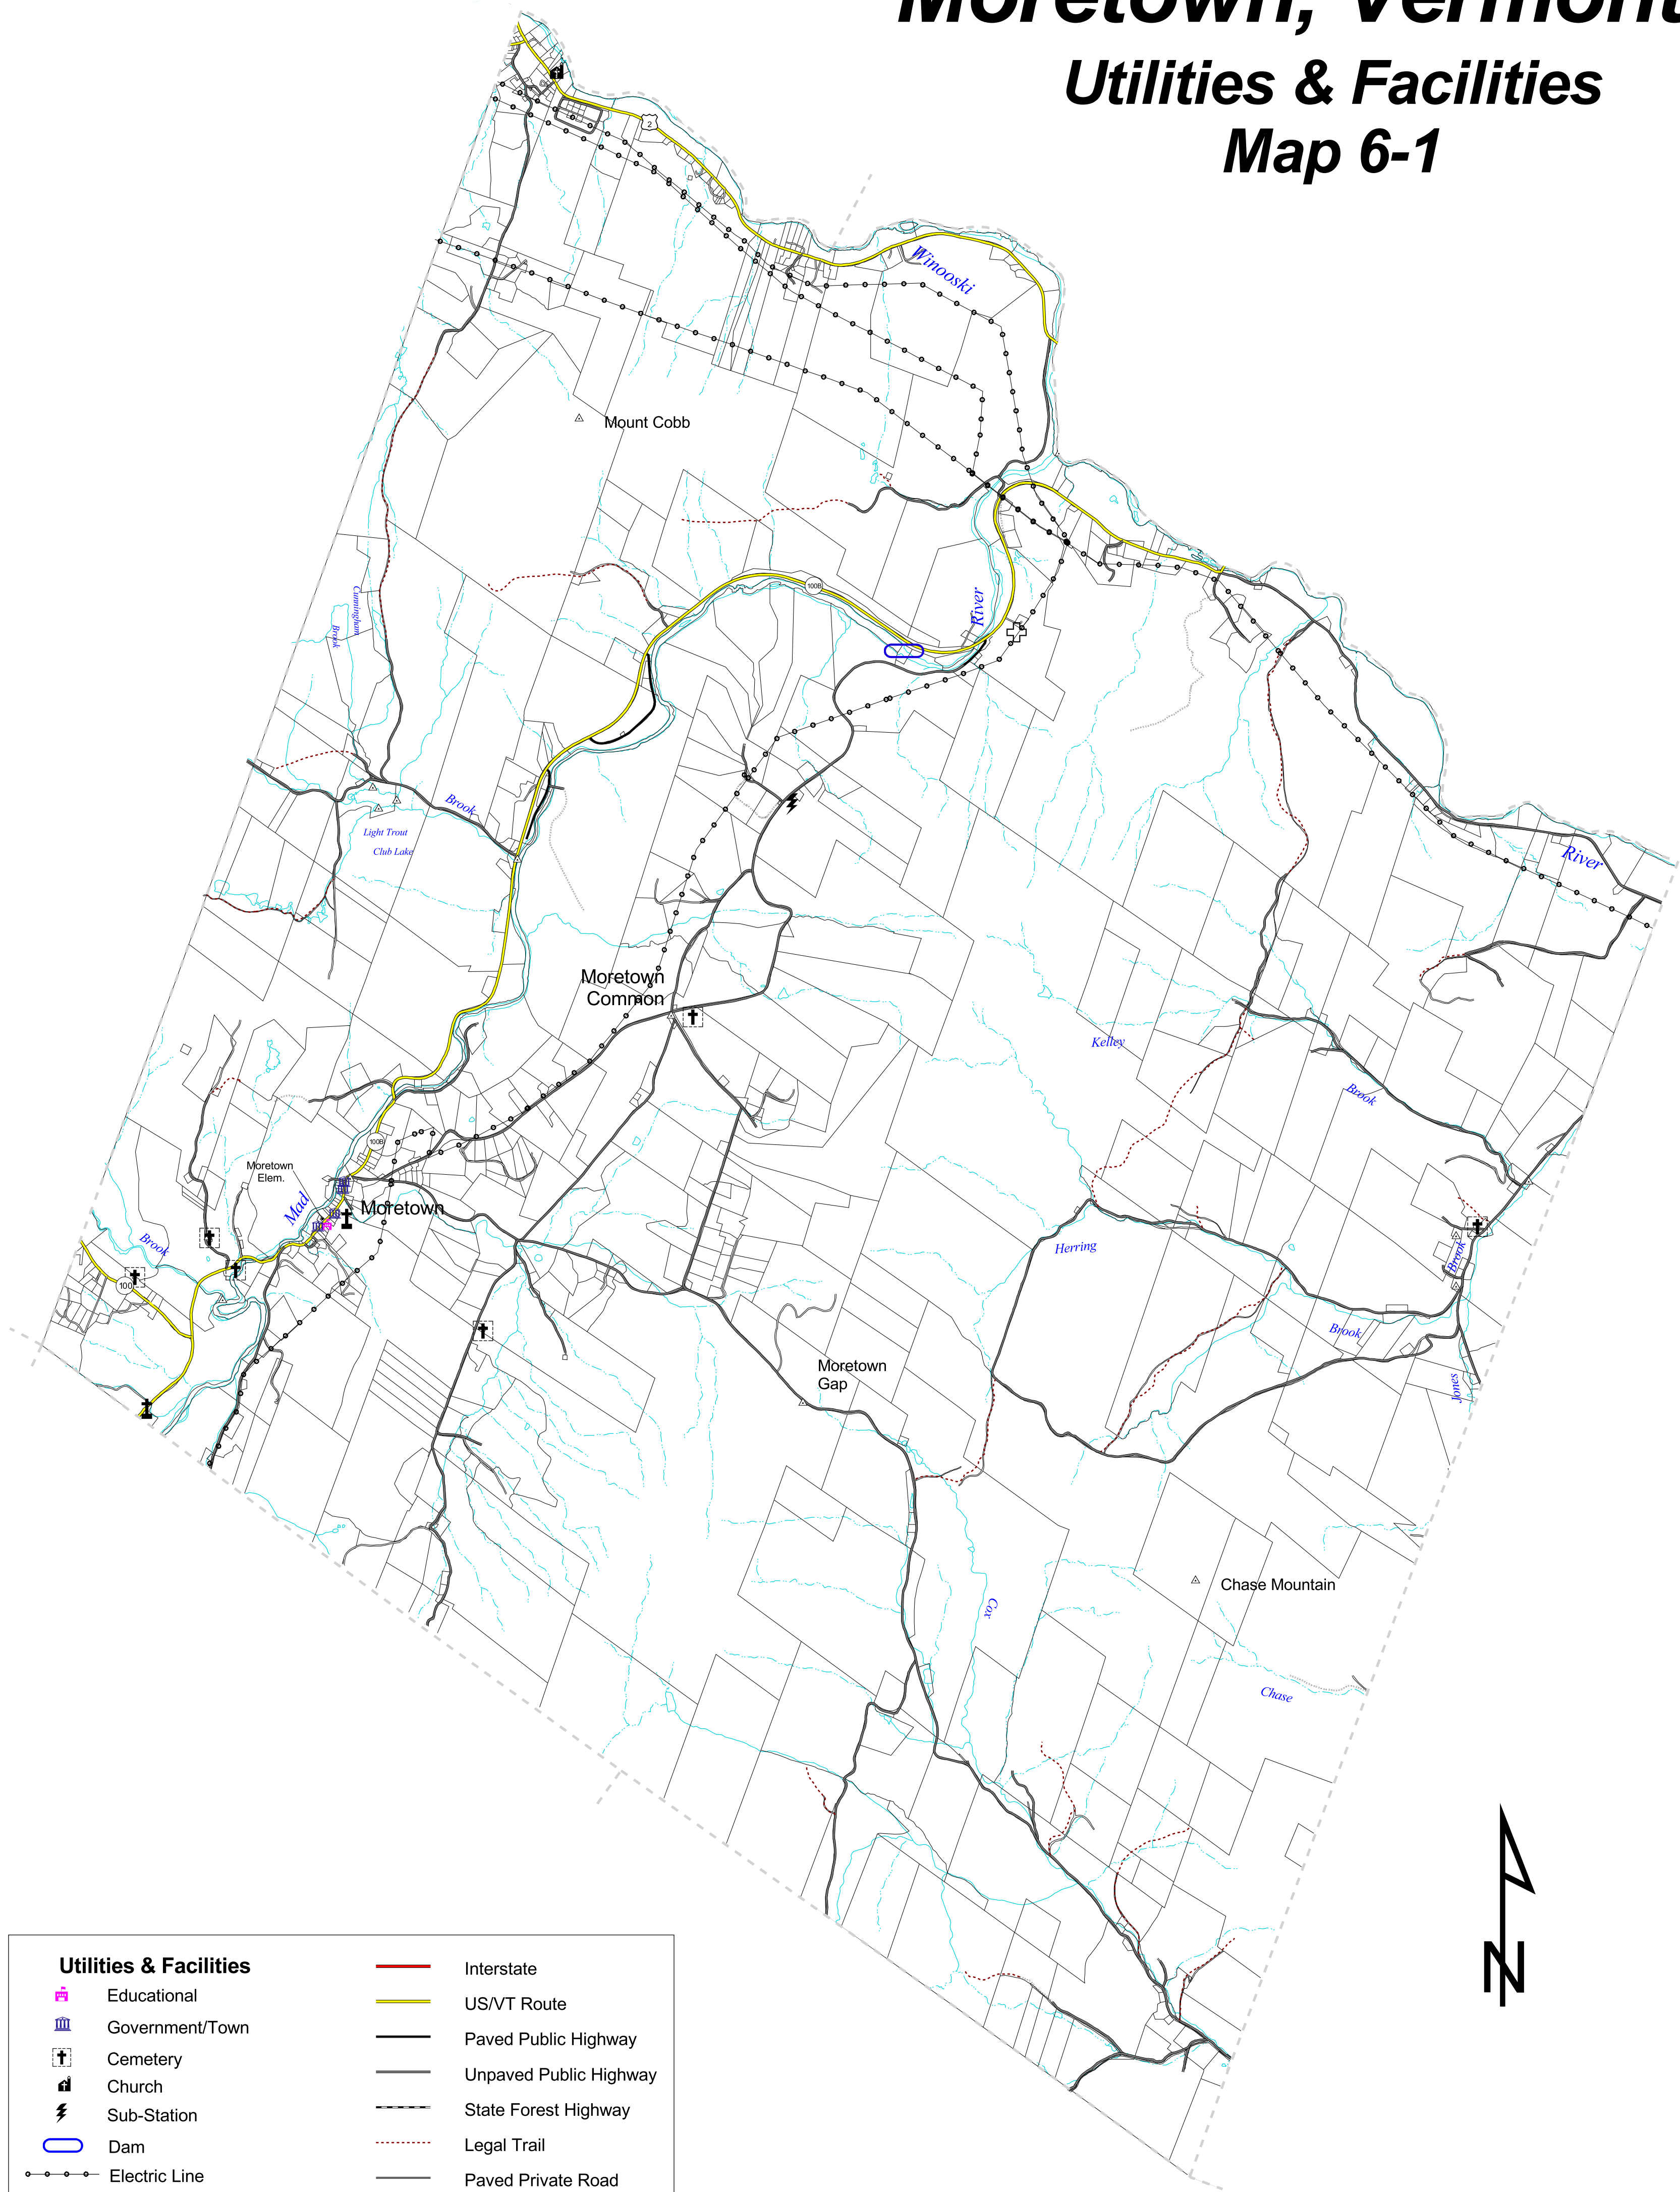 Moretown, Vermont
Utilities & Facilities
Map 6-1
2
Winooski
Mount Cobb
100B
River
Cunningham
Brook
Brook
Light Trout
Club Lake
River
Moretown
Common
Kelley
Brook
100B
Moretown
Elem.
Mad
Moretown
Brook
100
Herring
Brook
Brook
Jones
Moretown
Gap
Chase Mountain
Cox
Chase
N
Utilities & Facilities
Educational
Government/Town
Cemetery
Church
Sub-Station
Dam
Electric Line
Interstate
US/VT Route
Paved Public Highway
Unpaved Public Highway
State Forest Highway
Legal Trail
Paved Private Road